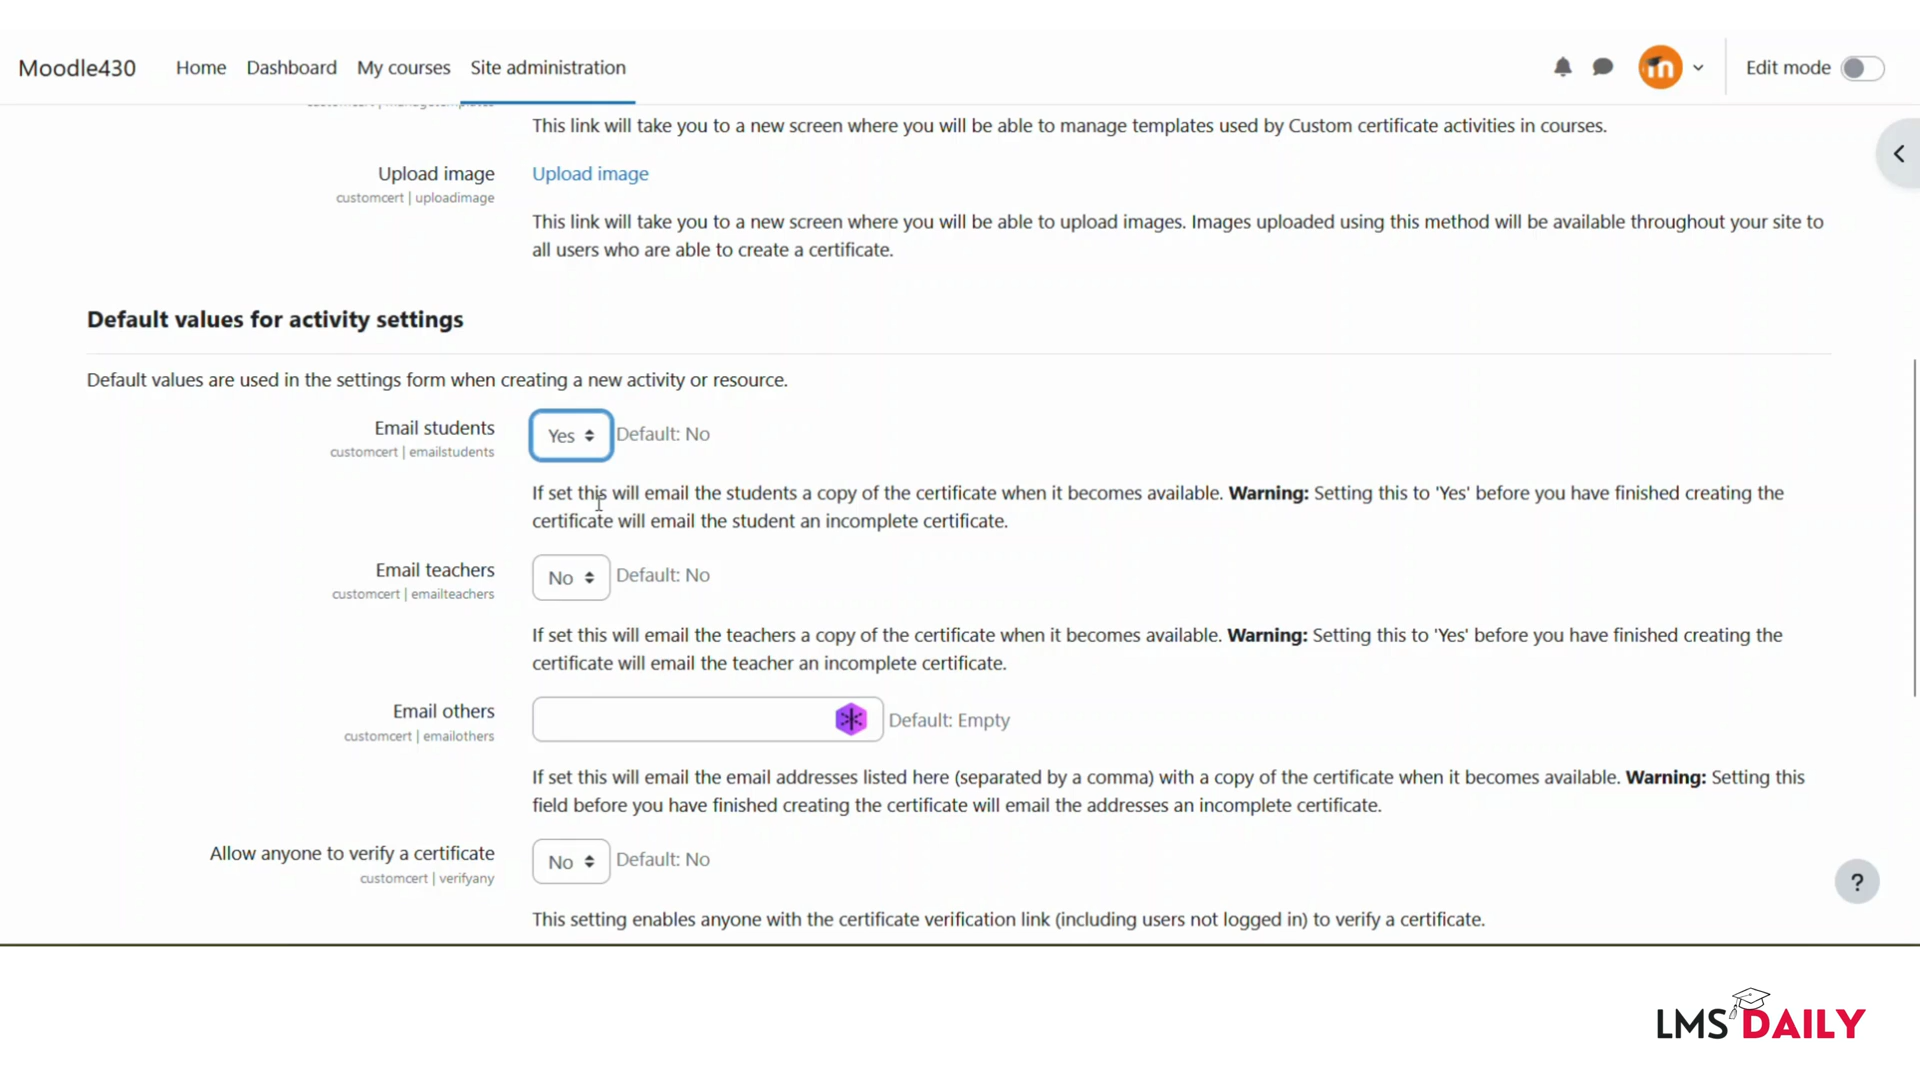 Moodle430 Home Dashboard My courses Site administration Edit mode
This link will take you to a new screen where you will be able to manage templates used by Custom certificate activities in courses.
Upload image Upload image
customcert | uploadimage
This link will take you to a new screen where you will be able to upload images. Images uploaded using this method will be available throughout your site to
all users who are able to create a certificate.
Default values for activity settings
Default values are used in the settings form when creating a new activity or resource.
Email students Yes Default: No
customcert | emailstudents
If set this will email the students a copy of the certificate when it becomes available. Warning: Setting this to 'Yes' before you have finished creating the
certificate will email the student an incomplete certificate.
Email teachers No Default: No
customcert | emailteachers
If set this will email the teachers a copy of the certificate when it becomes available. Warning: Setting this to 'Yes' before you have finished creating the
certificate will email the teacher an incomplete certificate.
Email others Default: Empty
customcert | emailothers
If set this will email the email addresses listed here (separated by a comma) with a copy of the certificate when it becomes available. Warning: Setting this
field before you have finished creating the certificate will email the addresses an incomplete certificate.
Allow anyone to verify a certificate No Default: No
customcert | verifyany
?
This setting enables anyone with the certificate verification link (including users not logged in) to verify a certificate.
LMS DAILY